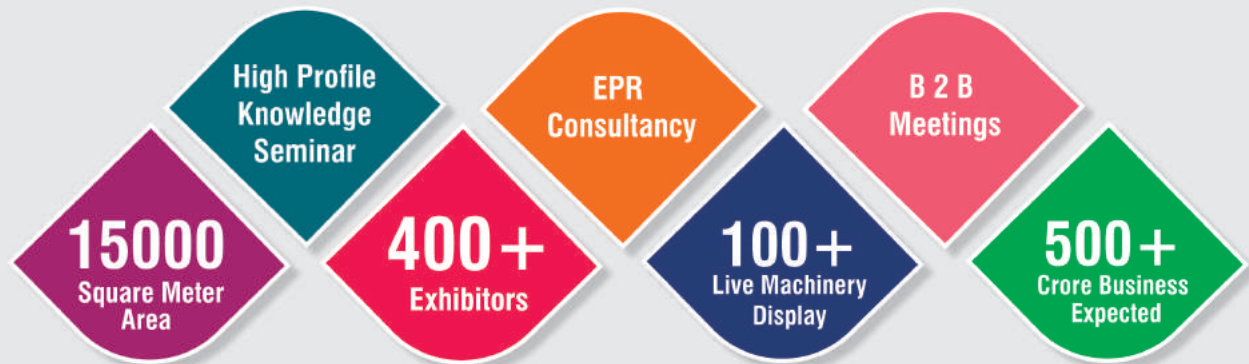 High Profile
Knowledge
Seminar
EPR
Consultancy
B 2 B
Meetings
15000
Square Meter
Area
400+
Exhibitors
100+
Live Machinery
Display
500+
Crore Business
Expected